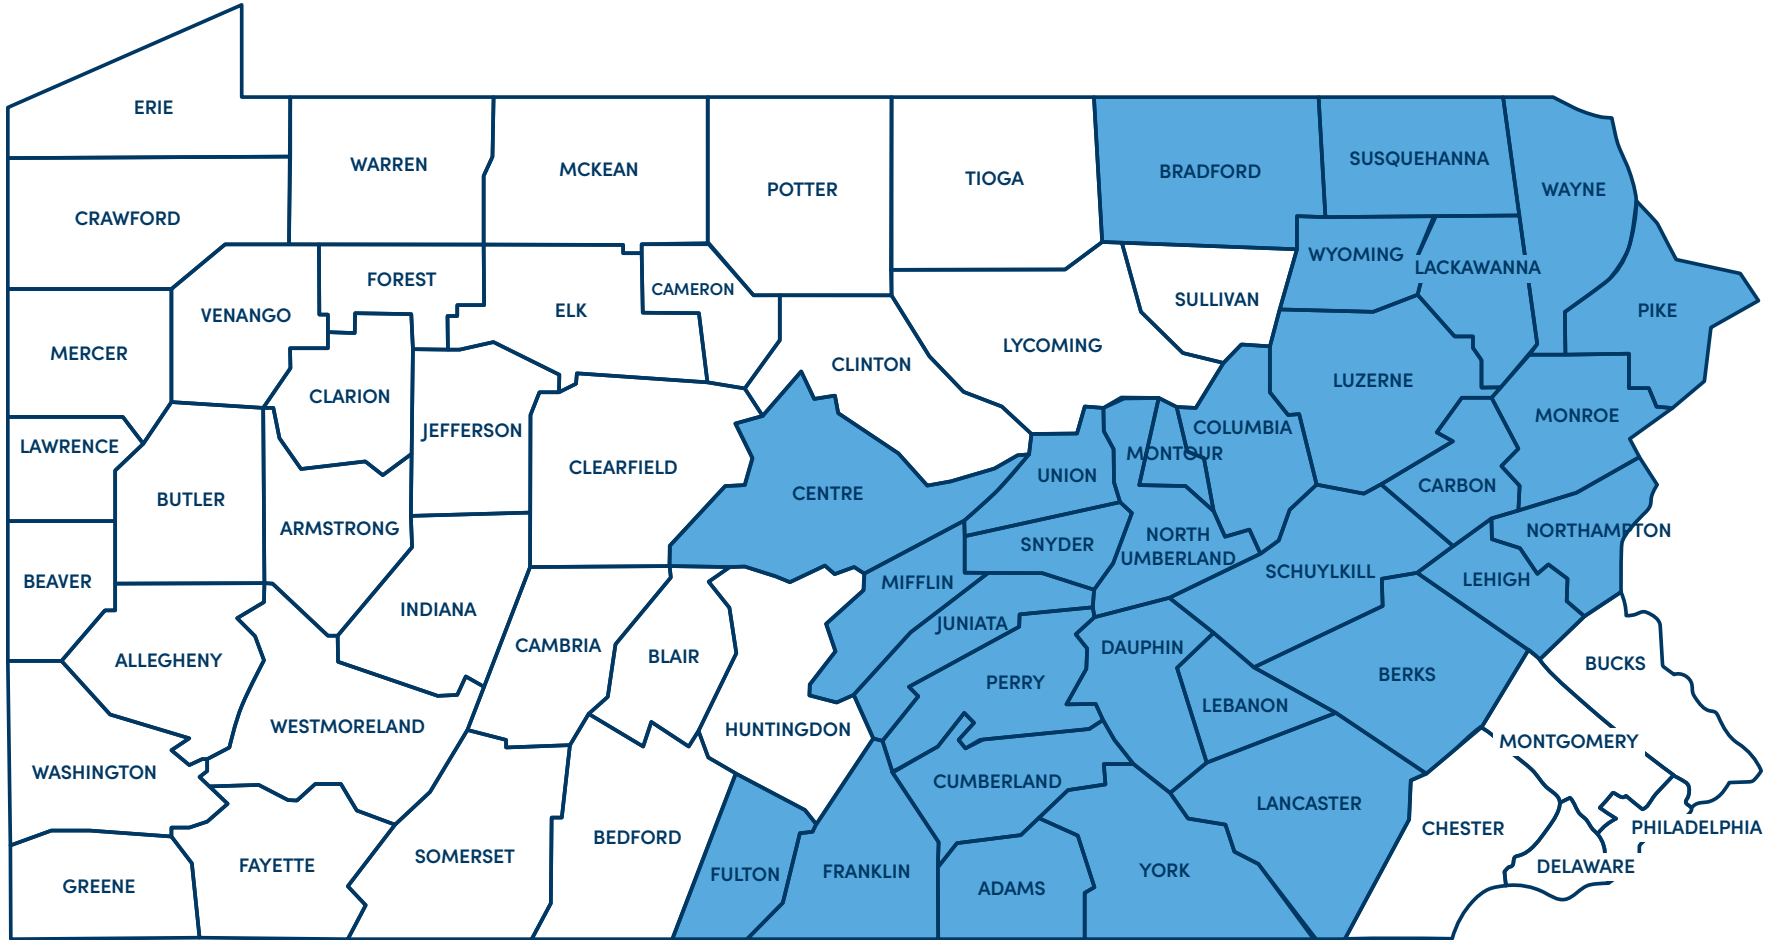 ERIE
WARREN
MCKEAN
POTTER
TIOGA
BRADFORD
SUSQUEHANNA
WAYNE
CRAWFORD
FOREST
ELK
CAMERON
VENANGO
SULLIVAN
WYOMING
LACKAWANNA
PIKE
MERCER
CLARION
JEFFERSON
CLINTON
LYCOMING
LUZERNE
MONROE
LAWRENCE
BUTLER
ARMSTRONG
CLEARFIELD
CENTRE
UNION
MONTOUR
COLUMBIA
CARBON
BEAVER
SNYDER
NORTH
UMBERLAND
SCHUYLKILL
NORTHAMPTON
LEHIGH
INDIANA
MIFFLIN
JUNIATA
ALLEGHENY
CAMBRIA
BLAIR
DAUPHIN
PERRY
LEBANON
BERKS
BUCKS
WESTMORELAND
HUNTINGDON
WASHINGTON
CUMBERLAND
LANCASTER
MONTGOMERY
GREENE
FAYETTE
SOMERSET
BEDFORD
FULTON
FRANKLIN
ADAMS
YORK
CHESTER
DELAWARE
PHILADELPHIA